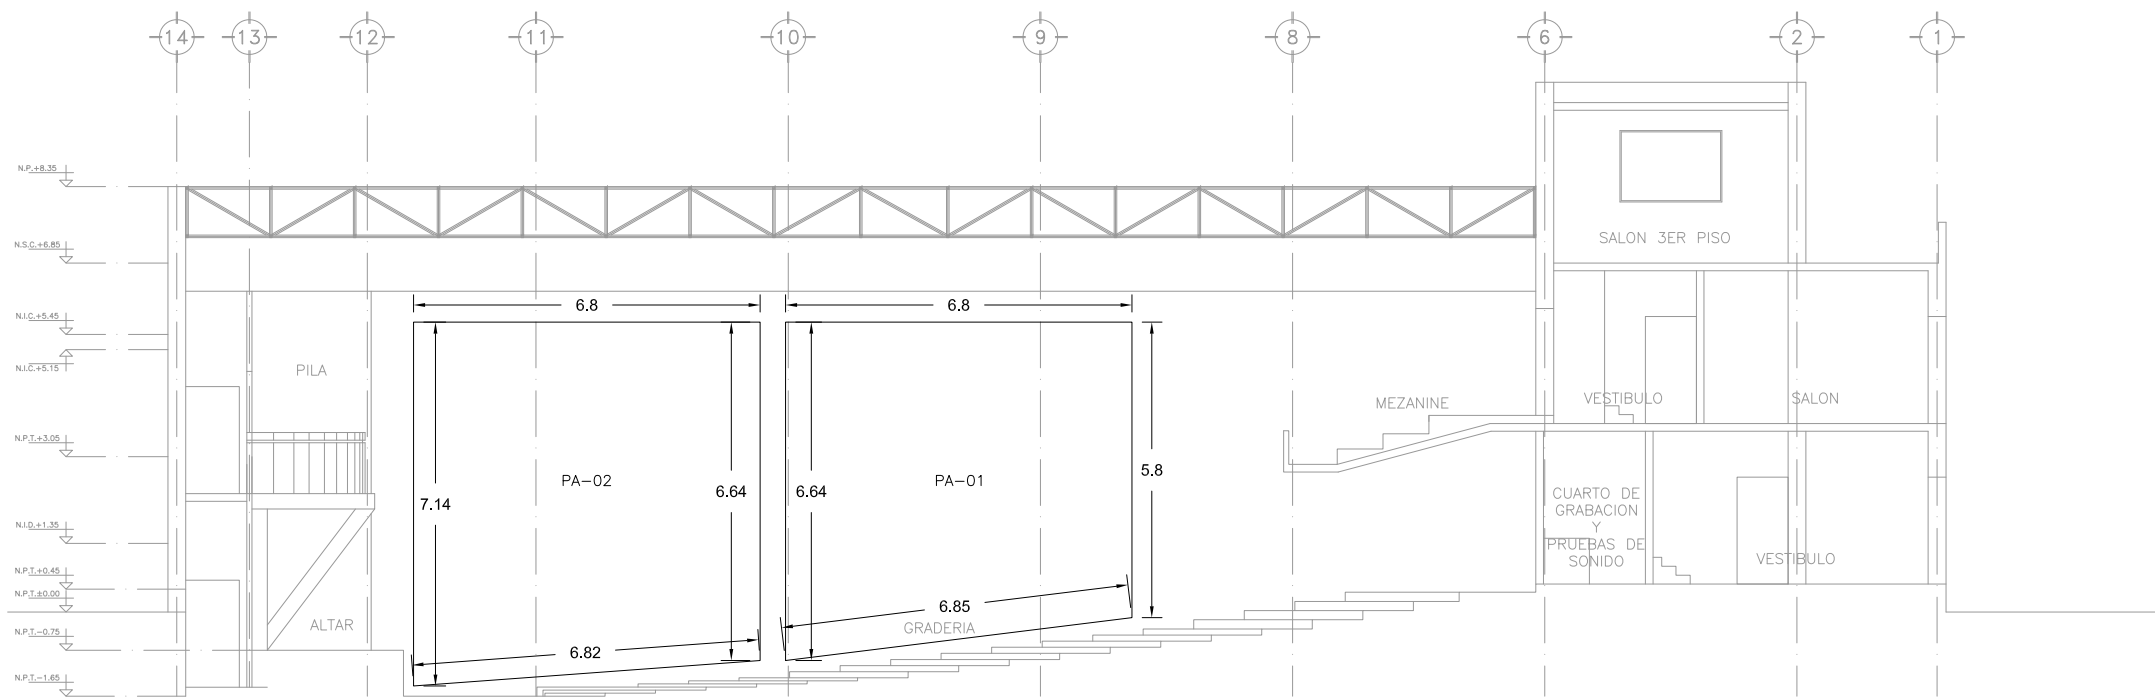 14 13 12 11 10 9 8 6 2 1
N.P.+8.35
N.S.C.+6.85
SALON 3ER PISO
N.I.C.+5.45
6.8
6.8
N.I.C.+5.15
PILA
MEZANINE
VESTIBULO
SALON
N.P.T.+3.05
5.8
PA-02
PA-01
6.64
6.64
7.14
CUARTO DE
GRABACION
Y
PRUEBAS DE
SONIDO
N.I.D.+1.35
VESTIBULO
N.P.T.+0.45
N.P.T.±0.00
6.85
ALTAR
GRADERIA
N.P.T.-0.75
6.82
N.P.T.-1.65